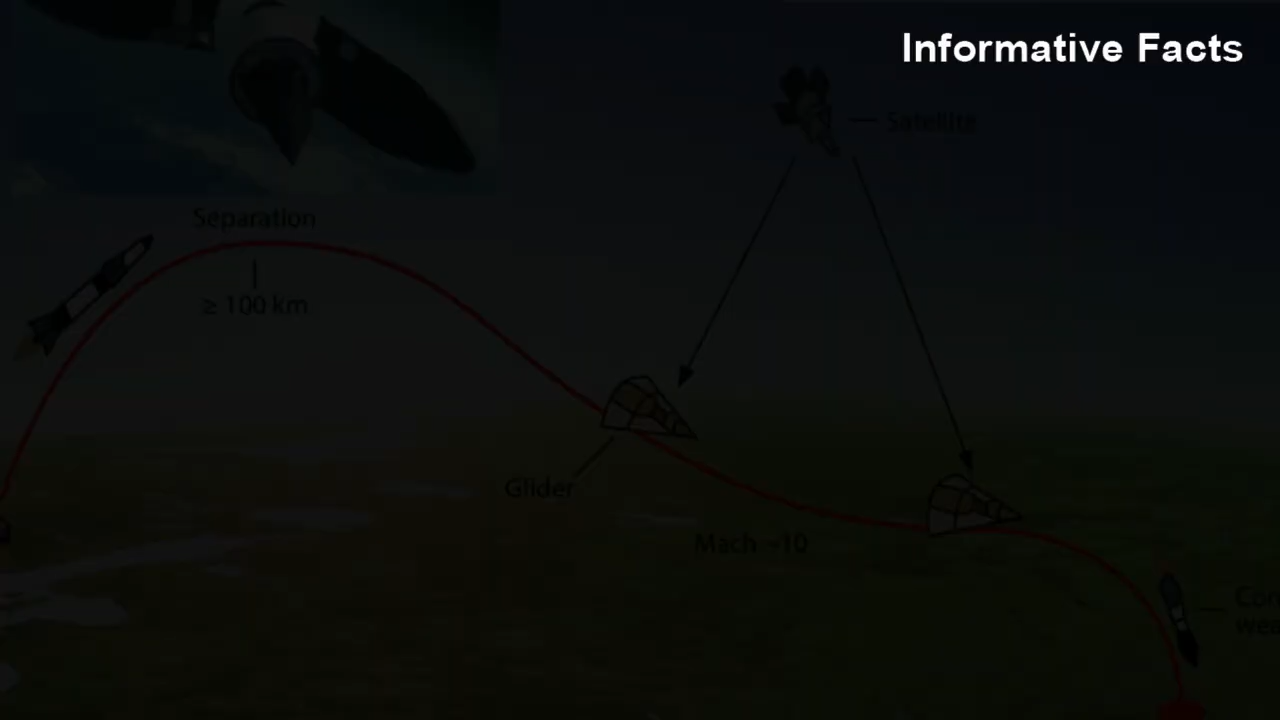 Informative Facts
Satellite
Separation
≥ 100 km
Glider
Mach ~10